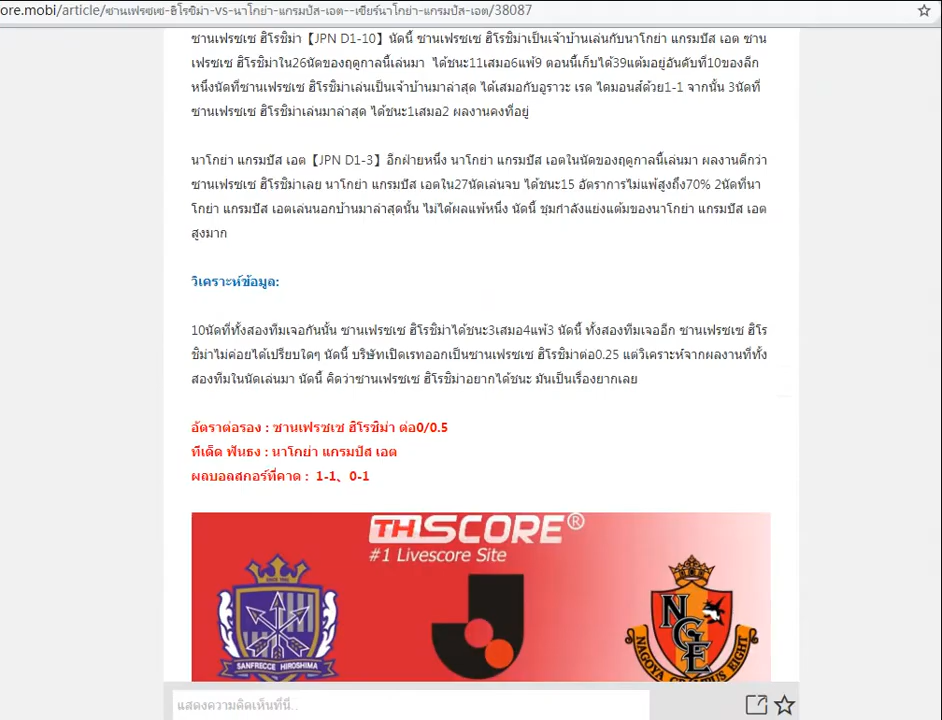 ore.mobi/article/ซานเฟรซเซ-ฮิโรชิม่า-vs-นาโกย่า-แกรมปัส-เอต--เชียร์นาโกย่า-แกรมปัส-เอต/38087
ซานเฟรซเซ ฮิโรชิม่า【JPN D1-10】นัดนี้ ซานเฟรซเซ ฮิโรชิม่าเป็นเจ้าบ้านเล่นกับนาโกย่า แกรมปัส เอต ซาน
เฟรซเซ ฮิโรชิม่าใน26นัดของฤดูกาลนี้เล่นมา ได้ชนะ11เสมอ6แพ้9 ตอนนี้เก็บได้39แต้มอยู่อันดับที่10ของลีก
หนึ่งนัดที่ซานเฟรซเซ ฮิโรชิม่าเล่นเป็นเจ้าบ้านมาล่าสุด ได้เสมอกับอูราวะ เรด ไดมอนส์ด้วย1-1 จากนั้น 3นัดที่
ซานเฟรซเซ ฮิโรชิม่าเล่นมาล่าสุด ได้ชนะ1เสมอ2 ผลงานคงที่อยู่
นาโกย่า แกรมปัส เอต【JPN D1-3】อีกฝ่ายหนึ่ง นาโกย่า แกรมปัส เอตในนัดของฤดูกาลนี้เล่นมา ผลงานดีกว่า
ซานเฟรซเซ ฮิโรชิม่าเลย นาโกย่า แกรมปัส เอตใน27นัดเล่นจบ ได้ชนะ15 อัตราการไม่แพ้สูงถึง70% 2นัดที่นา
โกย่า แกรมปัส เอตเล่นนอกบ้านมาล่าสุดนั้น ไม่ได้ผลแพ้หนึ่ง นัดนี้ ชุมกำลังแย่งแต้มของนาโกย่า แกรมปัส เอต
สูงมาก
วิเคราะห์ข้อมูล:
10นัดที่ทั้งสองทีมเจอกันนั้น ซานเฟรซเซ ฮิโรชิม่าได้ชนะ3เสมอ4แพ้3 นัดนี้ ทั้งสองทีมเจออีก ซานเฟรซเซ ฮิโร
ชิม่าไม่ค่อยได้เปรียบใดๆ นัดนี้ บริษัทเปิดเรทออกเป็นซานเฟรซเซ ฮิโรชิม่าต่อ0.25 แต่วิเคราะห์จากผลงานที่ทั้ง
สองทีมในนัดเล่นมา นัดนี้ คิดว่าซานเฟรซเซ ฮิโรชิม่าอยากได้ชนะ มันเป็นเรื่องยากเลย
อัตราต่อรอง : ซานเฟรซเซ ฮิโรชิม่า ต่อ0/0.5
ทีเด็ด ฟันธง : นาโกย่า แกรมปัส เอต
ผลบอลสกอร์ที่คาด : 1-1、0-1
THSCORE®
#1 Livescore Site
SANFRECCE HIROSHIMA
NGE
NAGOYA GRAMPUS EIGHT
แสดงความคิดเห็นที่นี่..